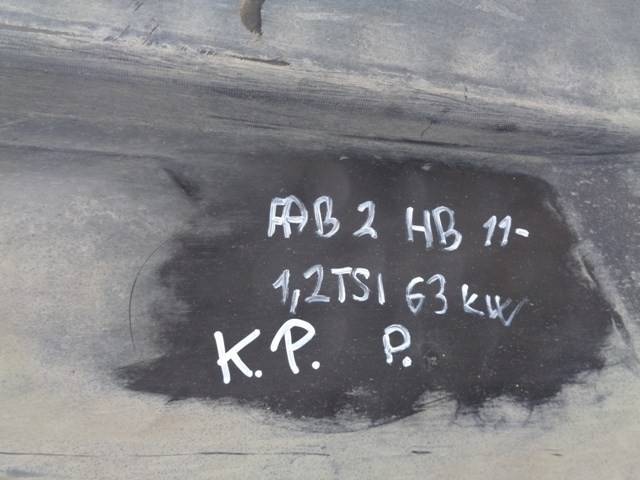 FAB 2 HB 11-
1,2TSI 63 kW
K.P. P.